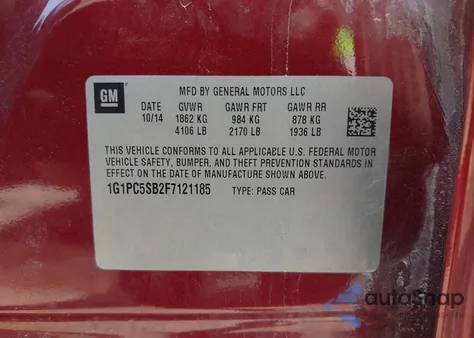 GM
MFD BY GENERAL MOTORS LLC
DATE GVWR GAWR FRT GAWR RR
10/14 1862 KG 984 KG 878 KG
4106 LB 2170 LB 1936 LB
THIS VEHICLE CONFORMS TO ALL APPLICABLE U.S. FEDERAL MOTOR
VEHICLE SAFETY, BUMPER, AND THEFT PREVENTION STANDARDS IN
EFFECT ON THE DATE OF MANUFACTURE SHOWN ABOVE.
1G1PC5SB2F7121185 TYPE: PASS CAR
autoSnap